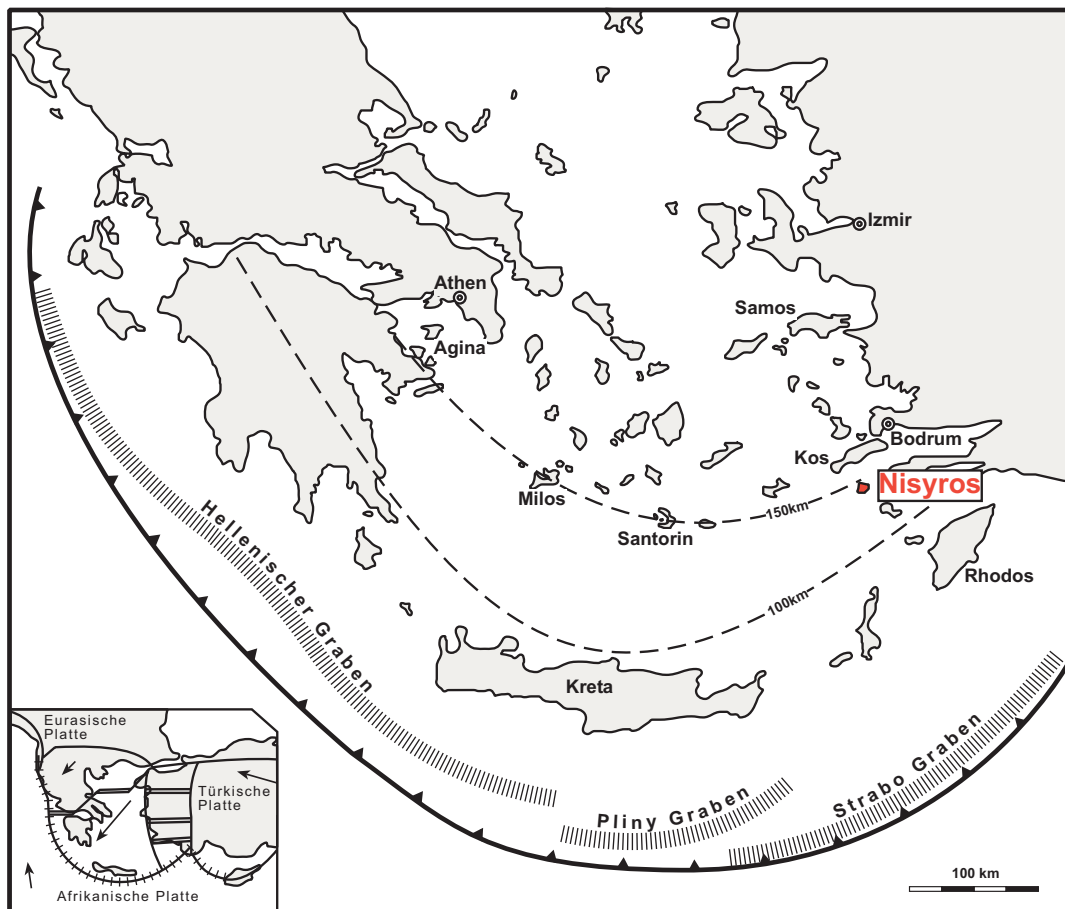 Izmir
Athen
Samos
Agina
Bodrum
Kos
Nisyros
Milos
150km
Santorin
Rhodos
100km
Hellenischer Graben
Kreta
Eurasische
Platte
Türkische
Platte
Afrikanische Platte
Pliny Graben
Strabo Graben
100 km